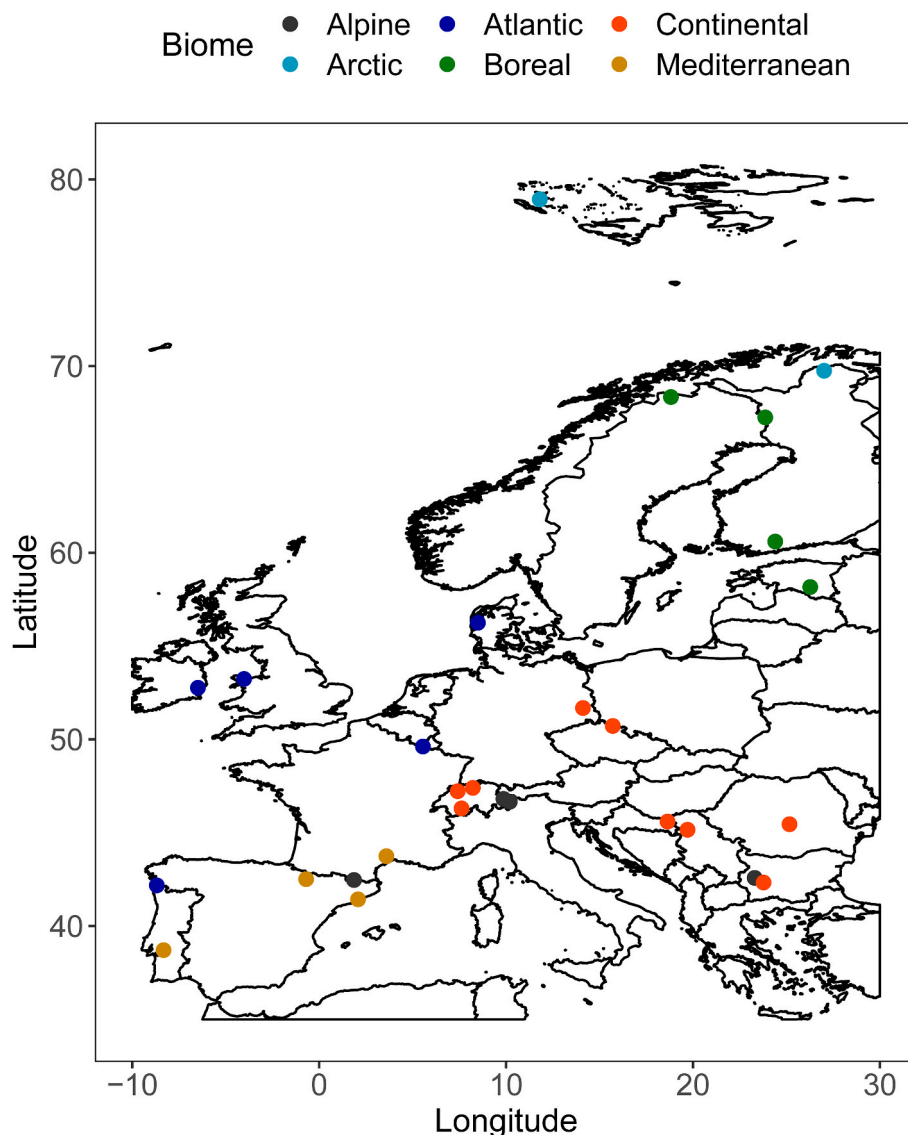 Biome
Alpine Atlantic Continental
Arctic Boreal Mediterranean
80
70
60
50
40
Latitude
−10 0 10 20 30
Longitude